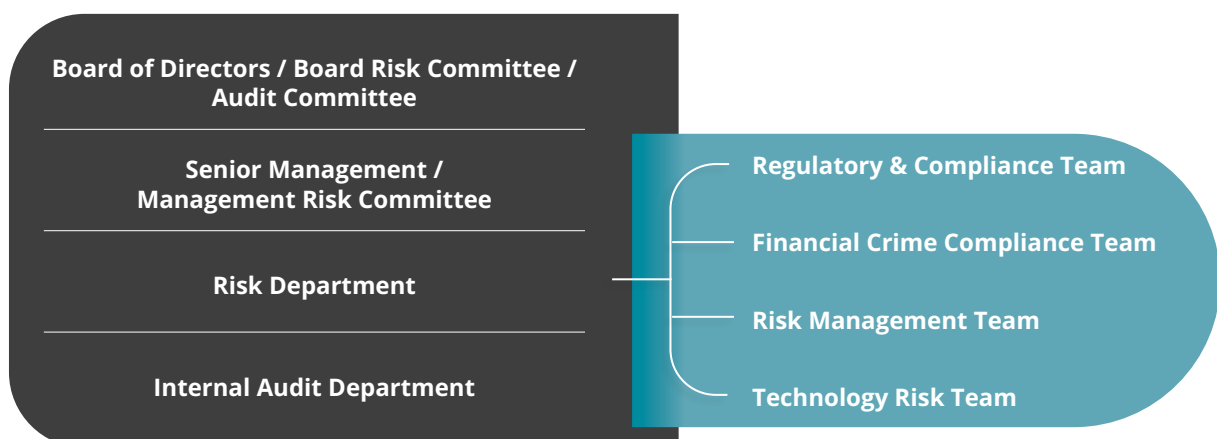 Board of Directors / Board Risk Committee /
Audit Committee
Senior Management /
Management Risk Committee
Risk Department
Internal Audit Department
Regulatory & Compliance Team
Financial Crime Compliance Team
Risk Management Team
Technology Risk Team